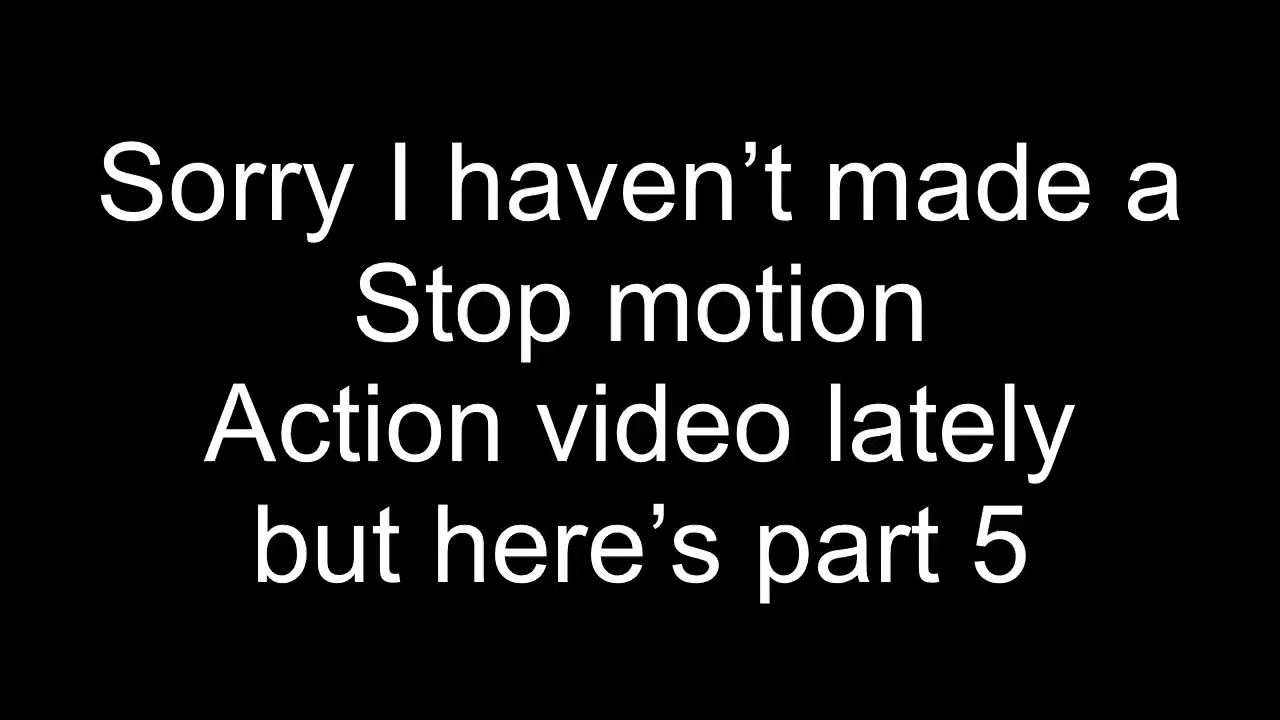 Sorry I haven’t made a
Stop motion
Action video lately
but here’s part 5